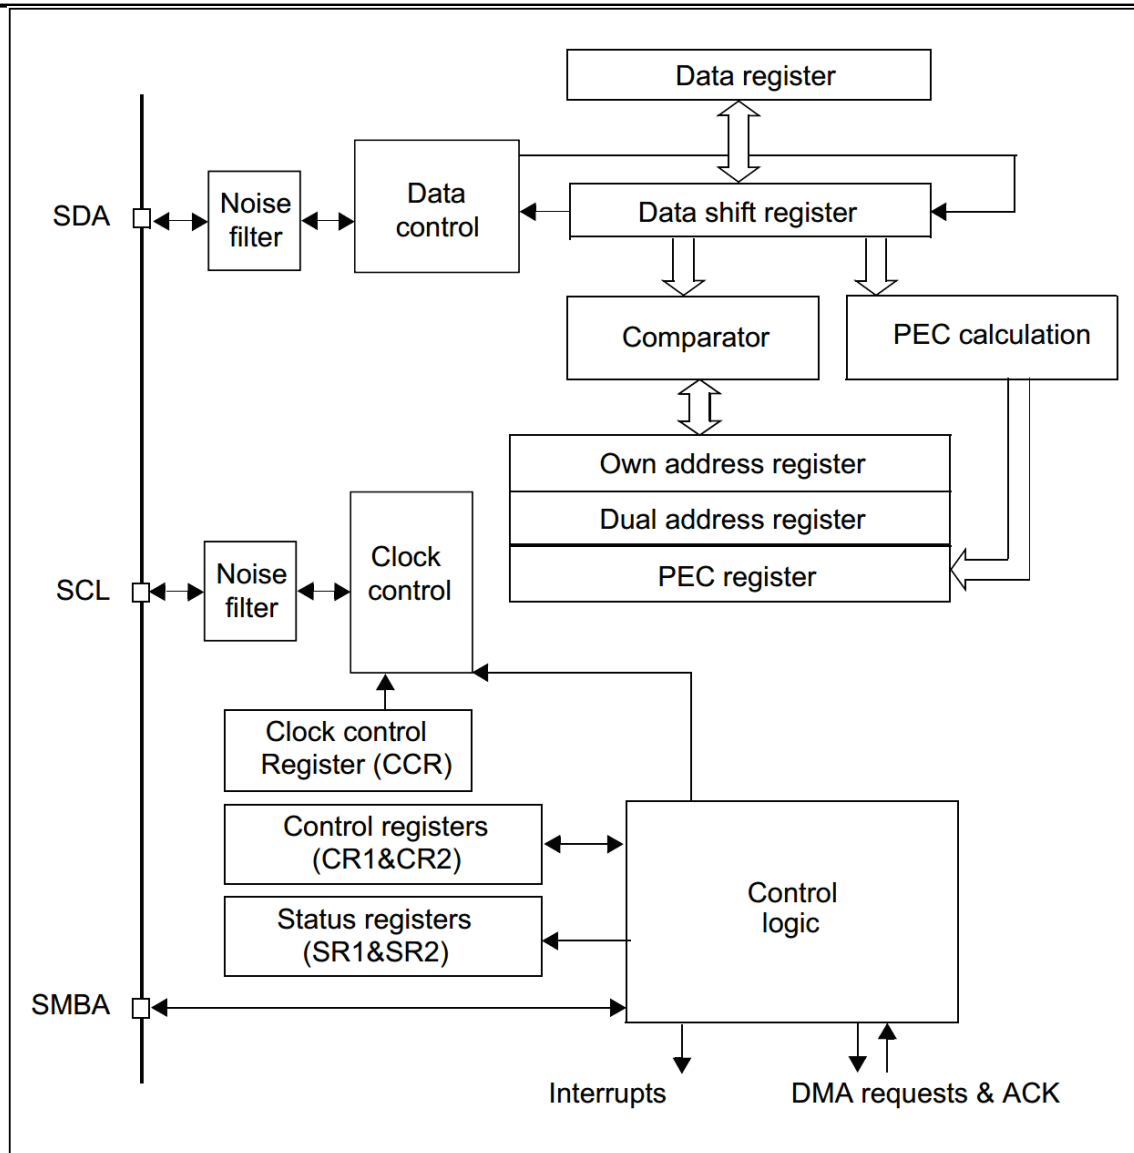 Data register
SDA
Noise
filter
Data
control
Data shift register
Comparator
PEC calculation
Own address register
Dual address register
PEC register
SCL
Noise
filter
Clock
control
Clock control
Register (CCR)
Control registers
(CR1&CR2)
Status registers
(SR1&SR2)
Control
logic
SMBA
Interrupts
DMA requests & ACK